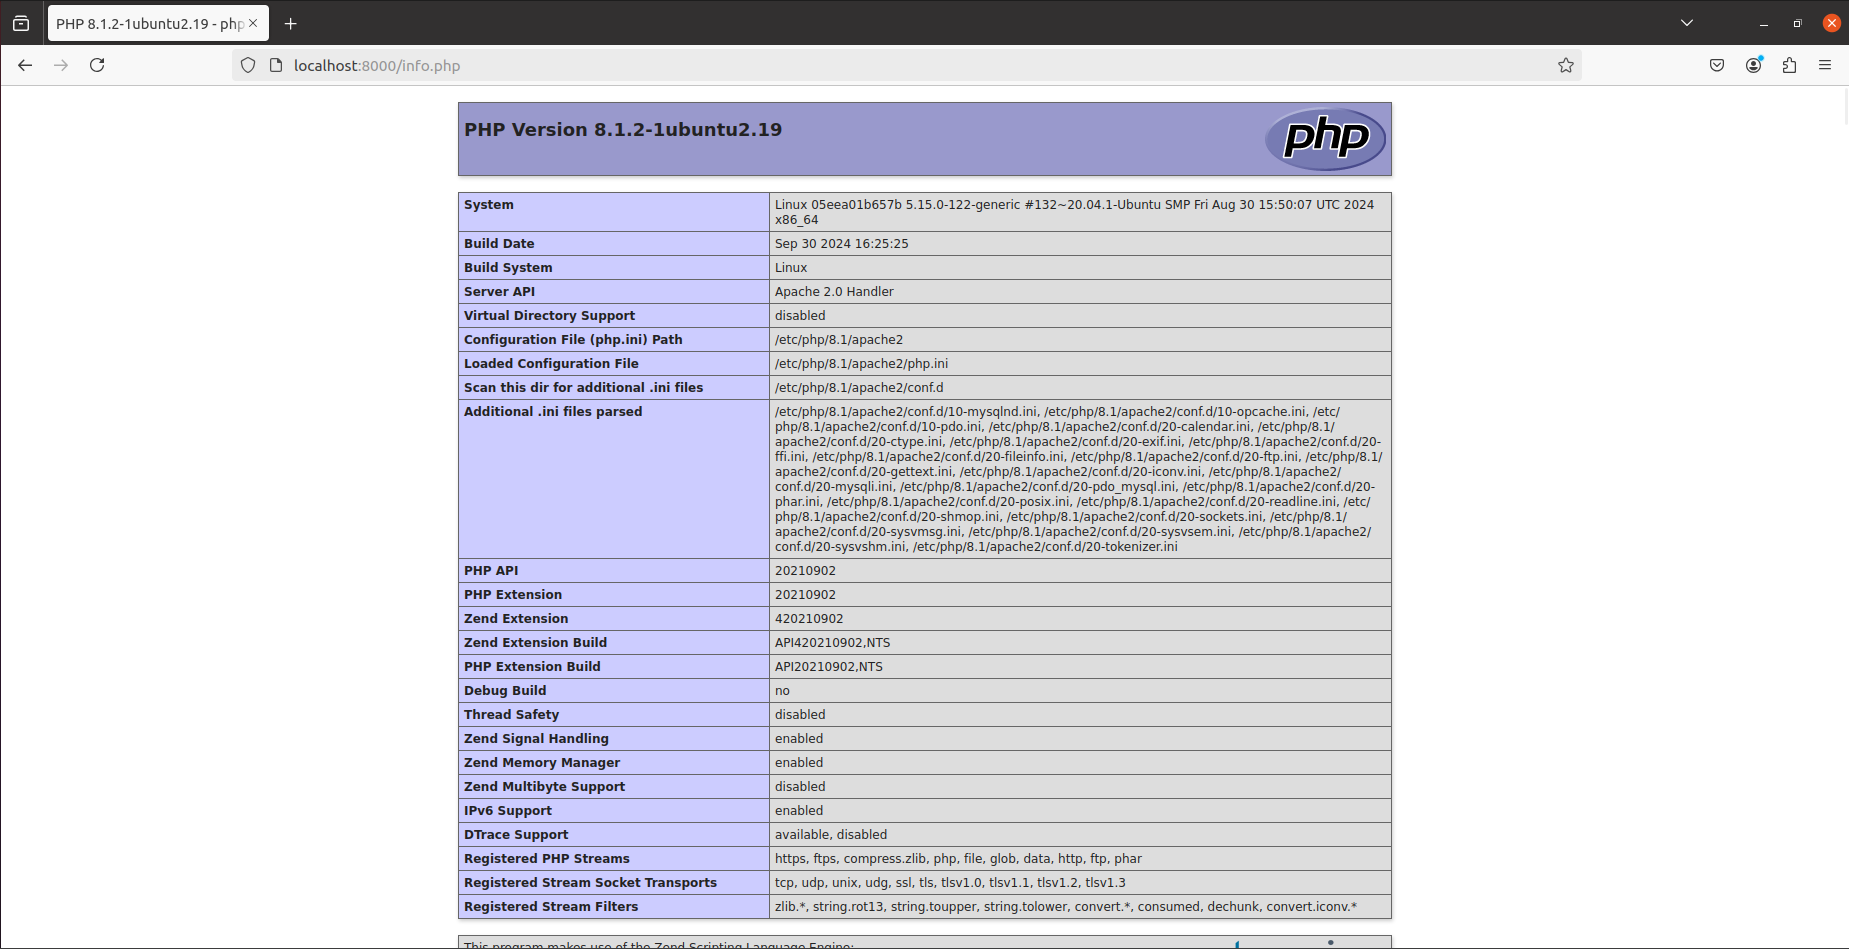 PHP 8.1.2-1ubuntu2.19 - php
localhost:8000/info.php
PHP Version 8.1.2-1ubuntu2.19
php
System
Linux 05eea01b657b 5.15.0-122-generic #132~20.04.1-Ubuntu SMP Fri Aug 30 15:50:07 UTC 2024
x86_64
Build Date
Sep 30 2024 16:25:25
Build System
Linux
Server API
Apache 2.0 Handler
Virtual Directory Support
disabled
Configuration File (php.ini) Path
/etc/php/8.1/apache2
Loaded Configuration File
/etc/php/8.1/apache2/php.ini
Scan this dir for additional .ini files
/etc/php/8.1/apache2/conf.d
Additional .ini files parsed
/etc/php/8.1/apache2/conf.d/10-mysqlnd.ini, /etc/php/8.1/apache2/conf.d/10-opcache.ini, /etc/
php/8.1/apache2/conf.d/10-pdo.ini, /etc/php/8.1/apache2/conf.d/20-calendar.ini, /etc/php/8.1/
apache2/conf.d/20-ctype.ini, /etc/php/8.1/apache2/conf.d/20-exif.ini, /etc/php/8.1/apache2/conf.d/20-
ffi.ini, /etc/php/8.1/apache2/conf.d/20-fileinfo.ini, /etc/php/8.1/apache2/conf.d/20-ftp.ini, /etc/php/8.1/
apache2/conf.d/20-gettext.ini, /etc/php/8.1/apache2/conf.d/20-iconv.ini, /etc/php/8.1/apache2/
conf.d/20-mysqli.ini, /etc/php/8.1/apache2/conf.d/20-pdo_mysql.ini, /etc/php/8.1/apache2/conf.d/20-
phar.ini, /etc/php/8.1/apache2/conf.d/20-posix.ini, /etc/php/8.1/apache2/conf.d/20-readline.ini, /etc/
php/8.1/apache2/conf.d/20-shmop.ini, /etc/php/8.1/apache2/conf.d/20-sockets.ini, /etc/php/8.1/
apache2/conf.d/20-sysvmsg.ini, /etc/php/8.1/apache2/conf.d/20-sysvsem.ini, /etc/php/8.1/apache2/
conf.d/20-sysvshm.ini, /etc/php/8.1/apache2/conf.d/20-tokenizer.ini
PHP API
20210902
PHP Extension
20210902
Zend Extension
420210902
Zend Extension Build
API420210902,NTS
PHP Extension Build
API20210902,NTS
Debug Build
no
Thread Safety
disabled
Zend Signal Handling
enabled
Zend Memory Manager
enabled
Zend Multibyte Support
disabled
IPv6 Support
enabled
DTrace Support
available, disabled
Registered PHP Streams
https, ftps, compress.zlib, php, file, glob, data, http, ftp, phar
Registered Stream Socket Transports
tcp, udp, unix, udg, ssl, tls, tlsv1.0, tlsv1.1, tlsv1.2, tlsv1.3
Registered Stream Filters
zlib.*, string.rot13, string.toupper, string.tolower, convert.*, consumed, dechunk, convert.iconv.*
This program makes use of the Zend Scripting Language Engine: